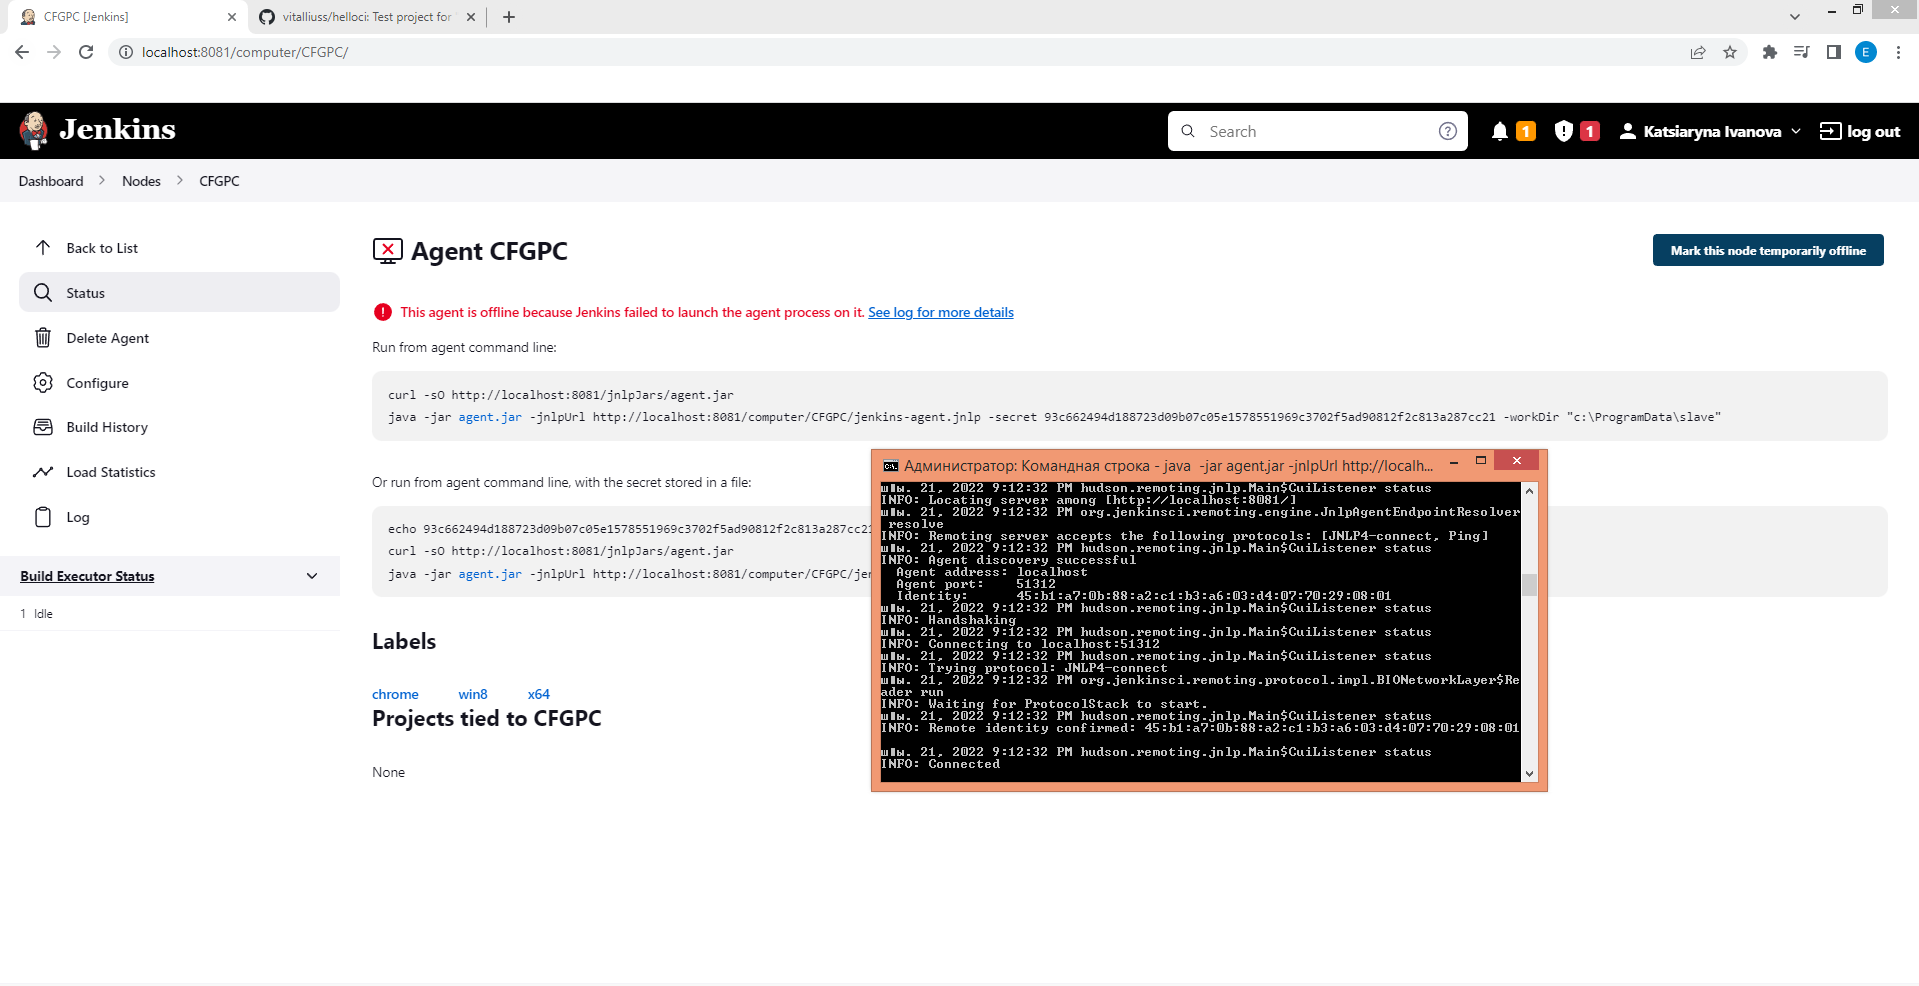 CFGPC [Jenkins]
vitalliuss/helloci: Test project for
localhost:8081/computer/CFGPC/
E
Jenkins
Search
1
1
Katsiaryna Ivanova
log out
Dashboard
Nodes
CFGPC
Back to List
Status
Delete Agent
Configure
Build History
Load Statistics
Log
Build Executor Status
1 Idle
Agent CFGPC
Mark this node temporarily offline
This agent is offline because Jenkins failed to launch the agent process on it. See log for more details
Run from agent command line:
curl -sO http://localhost:8081/jnlpJars/agent.jar
java -jar agent.jar -jnlpUrl http://localhost:8081/computer/CFGPC/jenkins-agent.jnlp -secret 93c662494d188723d09b07c05e1578551969c3702f5ad90812f2c813a287cc21 -workDir "c:\ProgramData\slave"
Or run from agent command line, with the secret stored in a file:
echo 93c662494d188723d09b07c05e1578551969c3702f5ad90812f2c813a287cc21
curl -sO http://localhost:8081/jnlpJars/agent.jar
java -jar agent.jar -jnlpUrl http://localhost:8081/computer/CFGPC/jen
Labels
chrome win8 x64
Projects tied to CFGPC
None
Администратор: Командная строка - java -jar agent.jar -jnlpUrl http://localh...
21, 2022 9:12:32 PM hudson.remoting.jnlp.Main$CuiListener status
INFO: Locating server among [http://localhost:8081/]
21, 2022 9:12:32 PM org.jenkinsci.remoting.engine.JnlpAgentEndpointResolver
resolve
INFO: Remoting server accepts the following protocols: [JNLP4-connect, Ping]
21, 2022 9:12:32 PM hudson.remoting.jnlp.Main$CuiListener status
INFO: Agent discovery successful
Agent address: localhost
Agent port: 51312
Identity: 45:b1:a7:0b:88:a2:c1:b3:a6:03:d4:07:70:29:08:01
21, 2022 9:12:32 PM hudson.remoting.jnlp.Main$CuiListener status
INFO: Handshaking
21, 2022 9:12:32 PM hudson.remoting.jnlp.Main$CuiListener status
INFO: Connecting to localhost:51312
21, 2022 9:12:32 PM hudson.remoting.jnlp.Main$CuiListener status
INFO: Trying protocol: JNLP4-connect
21, 2022 9:12:32 PM org.jenkinsci.remoting.protocol.impl.BIONetworkLayer$Re
ader run
INFO: Waiting for ProtocolStack to start.
21, 2022 9:12:32 PM hudson.remoting.jnlp.Main$CuiListener status
INFO: Remote identity confirmed: 45:b1:a7:0b:88:a2:c1:b3:a6:03:d4:07:70:29:08:01
21, 2022 9:12:32 PM hudson.remoting.jnlp.Main$CuiListener status
INFO: Connected